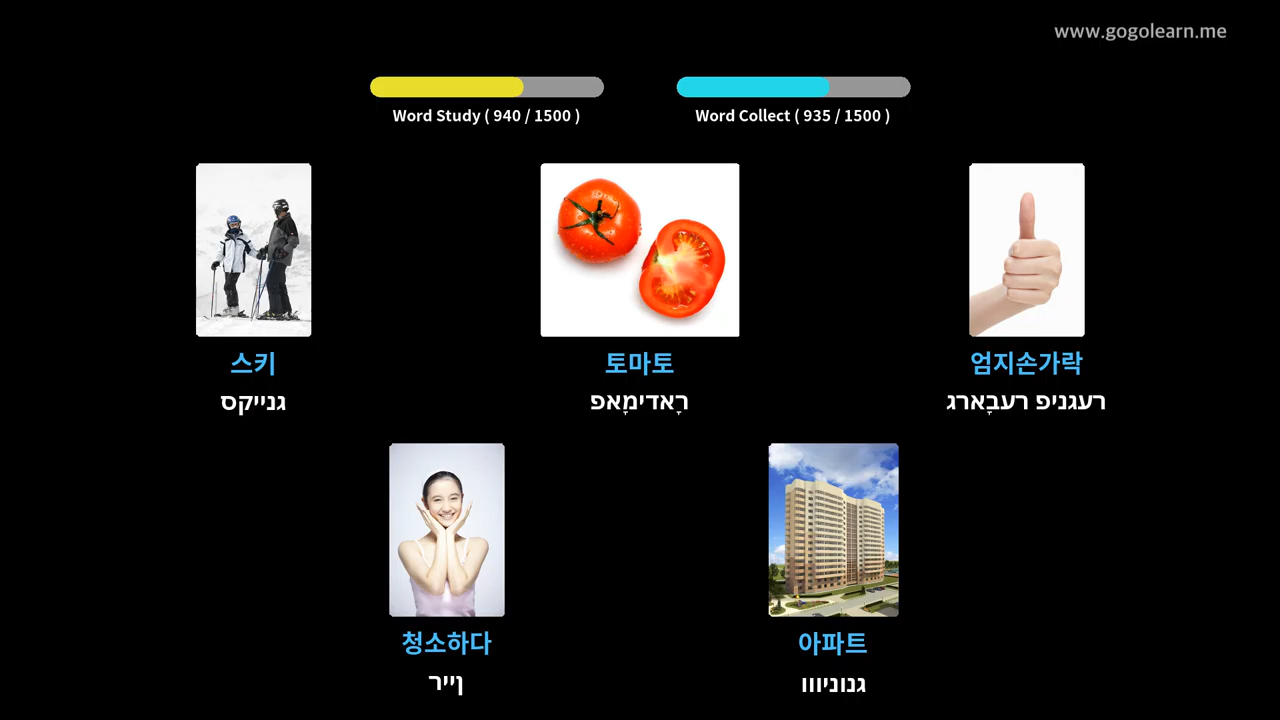 www.gogolearn.me
Word Study ( 940 / 1500 )
Word Collect ( 935 / 1500 )
스키
토마토
엄지손가락
גנייקס
רָאדימָאפ
רעגניפ רעבָארג
청소하다
아파트
ןייר
גנוניווו